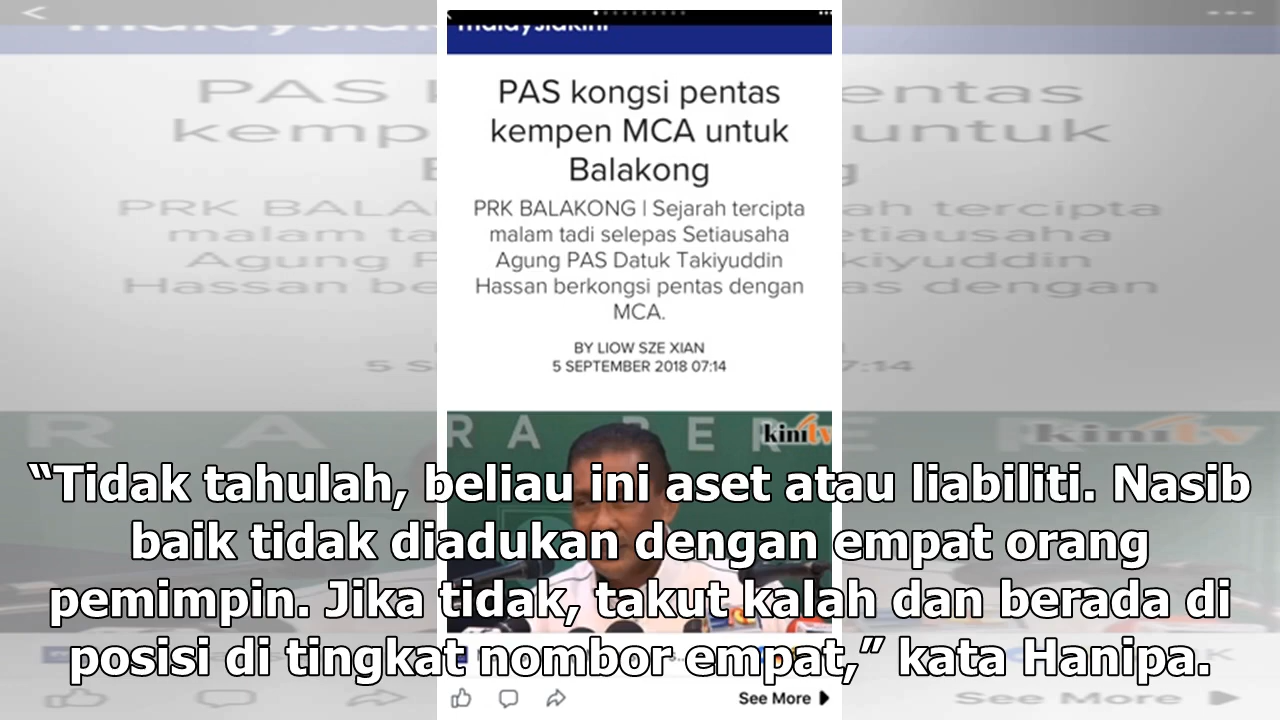 malaysiakini
PAS kongsi pentas
kempen MCA untuk
Balakong
PRK BALAKONG | Sejarah tercipta
malam tadi selepas Setiausaha
Agung PAS Datuk Takiyuddin
Hassan berkongsi pentas dengan
MCA.
BY LIOW SZE XIAN
5 SEPTEMBER 2018 07:14
R A B E R
kinitv
“Tidak tahulah, beliau ini aset atau liabiliti. Nasib
baik tidak diadukan dengan empat orang
pemimpin. Jika tidak, takut kalah dan berada di
posisi di tingkat nombor empat,” kata Hanipa.
See More